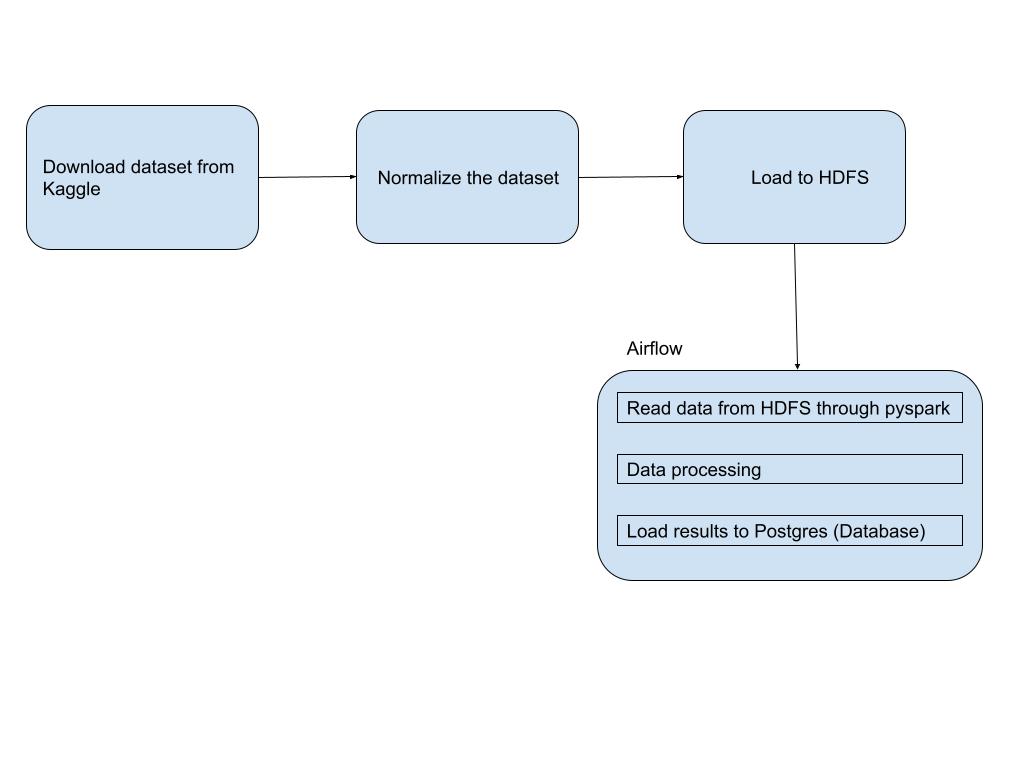 Download dataset from
Kaggle
Normalize the dataset
Load to HDFS
Airflow
Read data from HDFS through pyspark
Data processing
Load results to Postgres (Database)